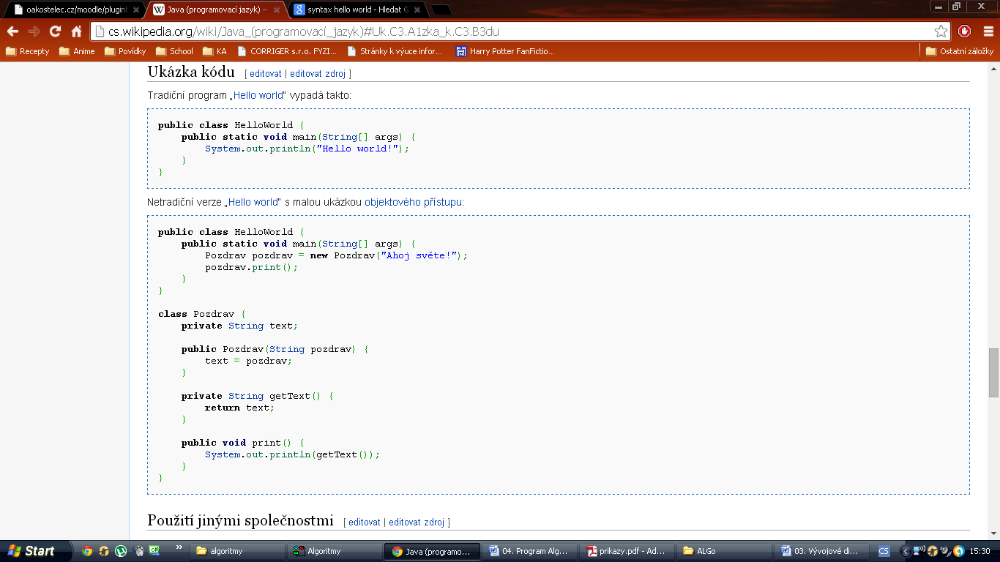 oakostelec.cz/moodle/pluginf
Java (programovací jazyk) –
syntax hello world - Hledat G
cs.wikipedia.org/wiki/Java_(programovací_jazyk)#Uk.C3.A1zka_k.C3.B3du
Recepty Anime Povídky School KA CORRIGER s.r.o. FYZI... Stránky k výuce infor... Harry Potter FanFictio... Ostatní záložky
Ukázka kódu [ editovat | editovat zdroj ]
Tradiční program „Hello world“ vypadá takto:
public class HelloWorld {
    public static void main(String[] args) {
        System.out.println("Hello world!");
    }
}
Netradiční verze „Hello world“ s malou ukázkou objektového přístupu:
public class HelloWorld {
    public static void main(String[] args) {
        Pozdrav pozdrav = new Pozdrav("Ahoj světe!");
        pozdrav.print();
    }
}
class Pozdrav {
    private String text;
    public Pozdrav(String pozdrav) {
        text = pozdrav;
    }
    private String getText() {
        return text;
    }
    public void print() {
        System.out.println(getText());
    }
}
Použití jinými společnostmi [ editovat | editovat zdroj ]
Start » algoritmy Algoritmy Java (programo... 04. Program Alg... prikazy.pdf - Ad... ALGo 03. Vývojové di... CS 15:30